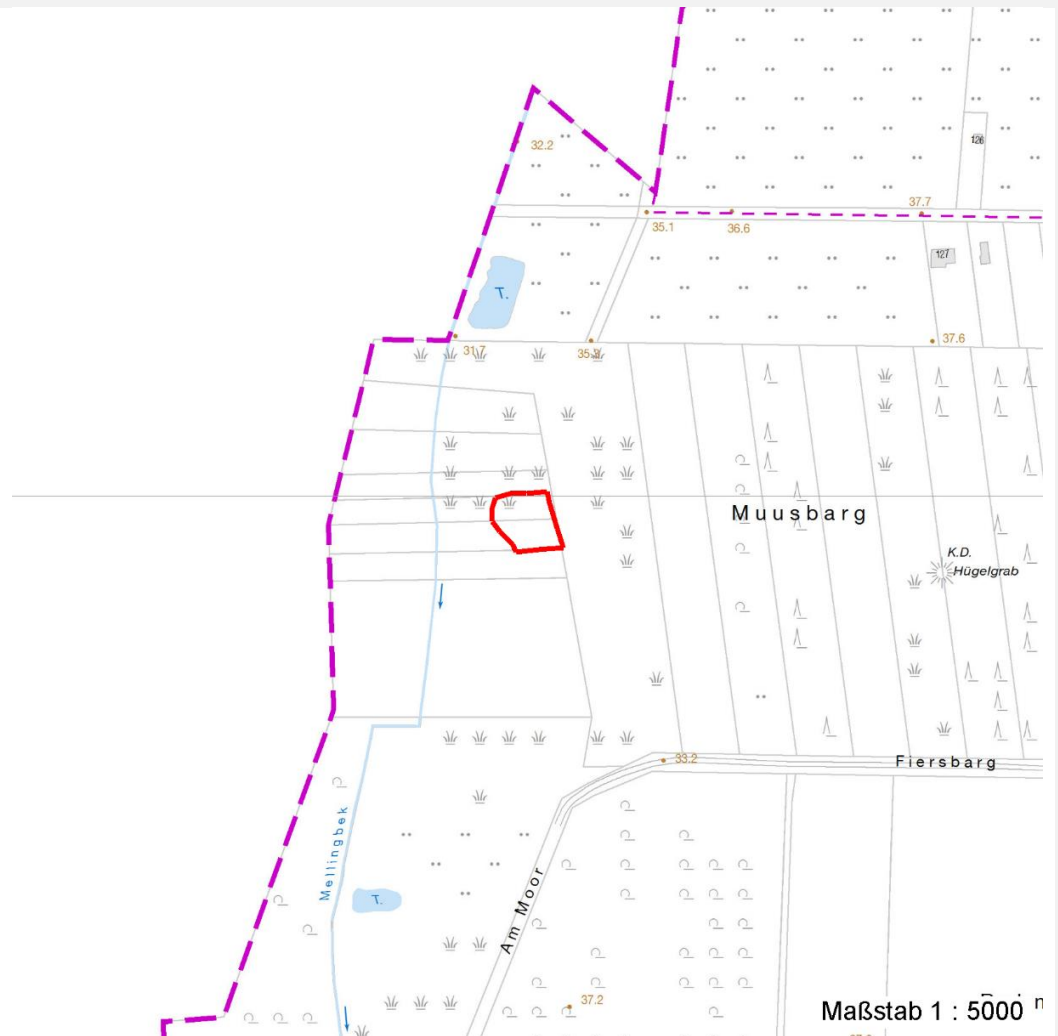 126
32.2
37.7
35.1
36.6
127
T.
31.7
37.6
Muusbarg
K.D.
Hügelgrab
33.2
Fiersbarg
Mellingbek
T.
Am Moor
37.2
Maßstab 1 : 5000